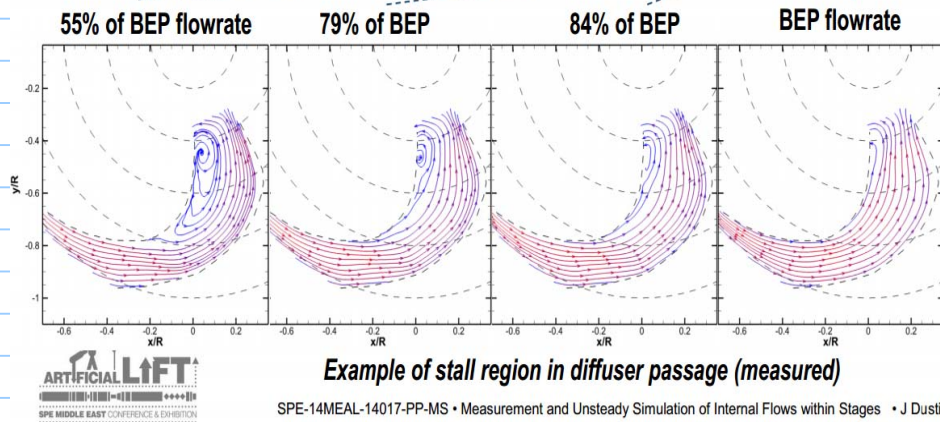 55% of BEP flowrate
79% of BEP
84% of BEP
BEP flowrate
-0.2
-0.4
-0.6
-0.8
-1
y/R
-0.6 -0.4 -0.2 0 0.2
-0.6 -0.4 -0.2 0 0.2
-0.6 -0.4 -0.2 0 0.2
-0.6 -0.4 -0.2 0 0.2
x/R
x/R
x/R
x/R
ARTIFICIAL LIFT
SPE MIDDLE EAST CONFERENCE & EXHIBITION
Example of stall region in diffuser passage (measured)
SPE-14MEAL-14017-PP-MS • Measurement and Unsteady Simulation of Internal Flows within Stages • J Dusti